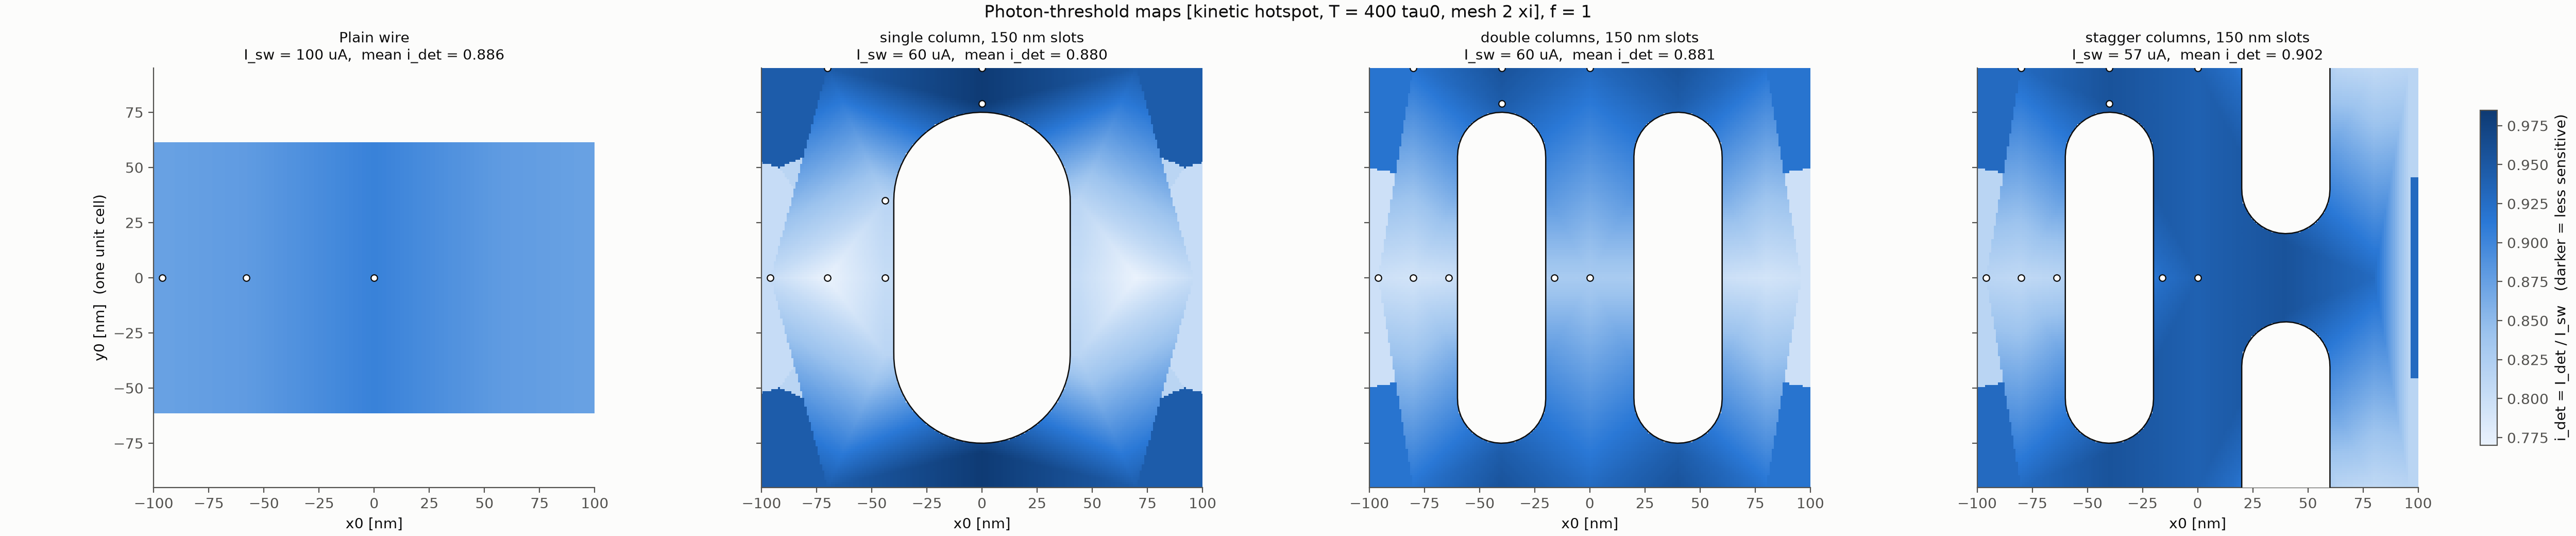 Photon-threshold maps [kinetic hotspot, T = 400 tau0, mesh 2 xi], f = 1
Plain wire
I_sw = 100 uA,  mean i_det = 0.886
single column, 150 nm slots
I_sw = 60 uA,  mean i_det = 0.880
double columns, 150 nm slots
I_sw = 60 uA,  mean i_det = 0.881
stagger columns, 150 nm slots
I_sw = 57 uA,  mean i_det = 0.902
y0 [nm]  (one unit cell)
75
50
25
0
−25
−50
−75
−100 −75 −50 −25 0 25 50 75 100
x0 [nm]
−100 −75 −50 −25 0 25 50 75 100
x0 [nm]
−100 −75 −50 −25 0 25 50 75 100
x0 [nm]
−100 −75 −50 −25 0 25 50 75 100
x0 [nm]
0.975
0.950
0.925
0.900
0.875
0.850
0.825
0.800
0.775
i_det = I_det / I_sw  (darker = less sensitive)